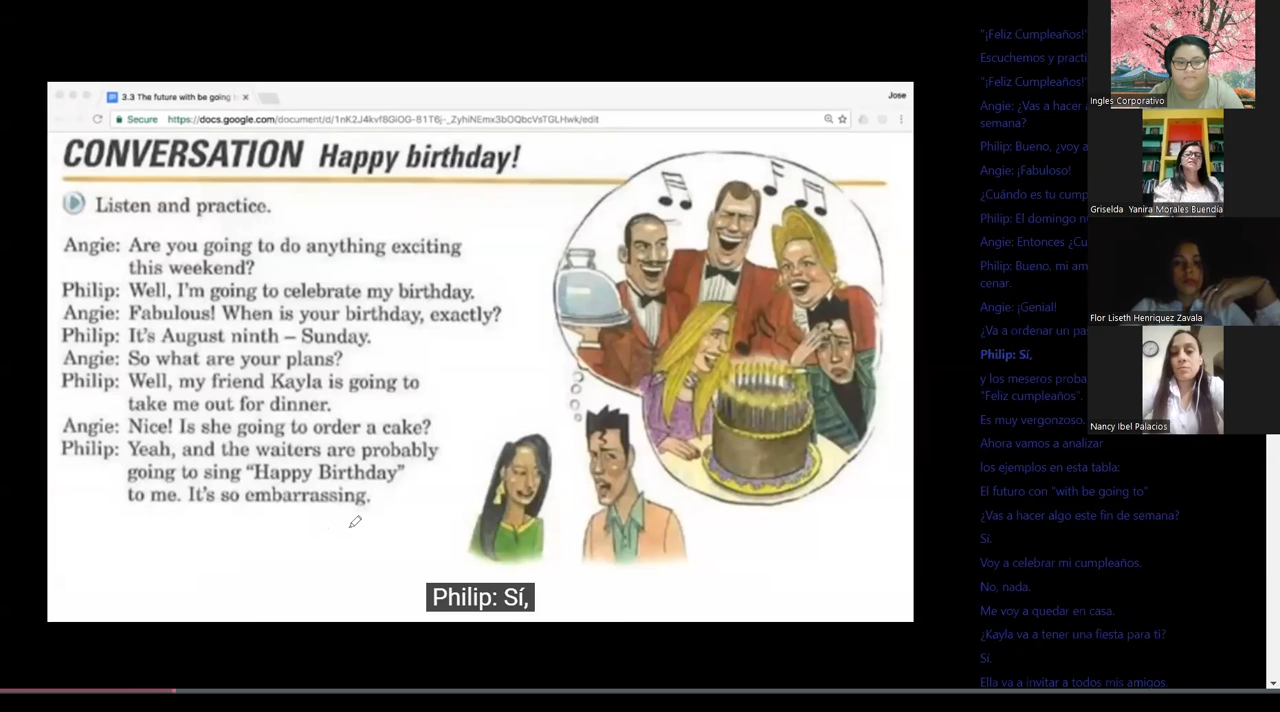 3.3 The future with be going
Jose
Secure
https://docs.google.com/document/d/1nK2J4kvf8GIOG-81T6j-_ZyhiNEmx3bOQbcVsTGLHwk/edit
CONVERSATION Happy birthday!
Listen and practice.
Angie: Are you going to do anything exciting
this weekend?
Philip: Well, I'm going to celebrate my birthday.
Angie: Fabulous! When is your birthday, exactly?
Philip: It's August ninth – Sunday.
Angie: So what are your plans?
Philip: Well, my friend Kayla is going to
take me out for dinner.
Angie: Nice! Is she going to order a cake?
Philip: Yeah, and the waiters are probably
going to sing "Happy Birthday"
to me. It's so embarrassing.
Philip: Sí,
"¡Feliz Cumpleaños!"
Escuchemos y practi
"¡Feliz Cumpleaños!"
Angie: ¿Vas a hacer
semana?
Philip: Bueno, ¿voy a
Angie: ¡Fabuloso!
¿Cuándo es tu cump
Philip: El domingo n
Angie: Entonces ¿Cu
Philip: Bueno, mi am
cenar.
Angie: ¡Genial!
¿Va a ordenar un pas
Philip: Sí,
y los meseros proba
"Feliz cumpleaños".
Es muy vergonzoso.
Ahora vamos a analizar
los ejemplos en esta tabla:
El futuro con "with be going to"
¿Vas a hacer algo este fin de semana?
Sí.
Voy a celebrar mi cumpleaños.
No, nada.
Me voy a quedar en casa.
¿Kayla va a tener una fiesta para ti?
Sí.
Ella va a invitar a todos mis amigos.
Ingles Corporativo
Griselda Yanira Morales Buendía
Flor Liseth Henriquez Zavala
Nancy Ibel Palacios